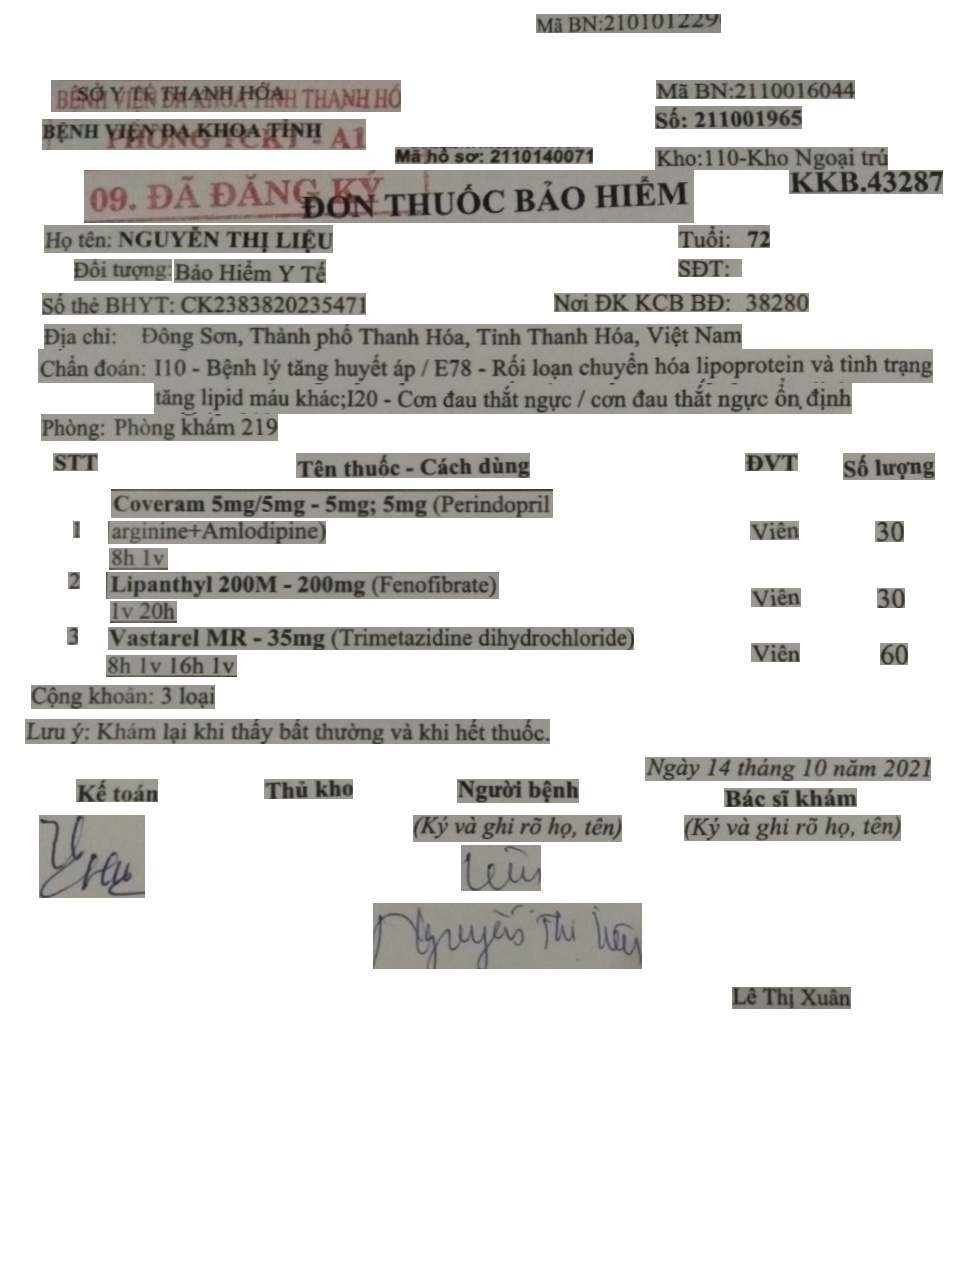 Mã BN:210101229
SỞ Y TẾ THANH HÓA
BỆNH VIỆN ĐA KHOA TỈNH THANH HÓ
Mã BN:2110016044
BỆNH VIỆN ĐA KHOA TỈNH
PHÒNG TCKT - A1
Số: 211001965
Mã hồ sơ: 2110140071
Kho:110-Kho Ngoại trú
09. ĐÃ ĐĂNG KÝ
KKB.43287
ĐƠN THUỐC BẢO HIỂM
Họ tên: NGUYỄN THỊ LIỆU Tuổi: 72
Đối tượng: Bảo Hiểm Y Tế SĐT:
Số thẻ BHYT: CK2383820235471 Nơi ĐK KCB BĐ: 38280
Địa chỉ: Đông Sơn, Thành phố Thanh Hóa, Tỉnh Thanh Hóa, Việt Nam
Chẩn đoán: I10 - Bệnh lý tăng huyết áp / E78 - Rối loạn chuyển hóa lipoprotein và tình trạng
tăng lipid máu khác;I20 - Cơn đau thắt ngực / cơn đau thắt ngực ổn định
Phòng: Phòng khám 219
STT Tên thuốc - Cách dùng ĐVT Số lượng
Coveram 5mg/5mg - 5mg; 5mg (Perindopril
1 arginine+Amlodipine) Viên 30
8h 1v
2 Lipanthyl 200M - 200mg (Fenofibrate) Viên 30
1v 20h
3 Vastarel MR - 35mg (Trimetazidine dihydrochloride) Viên 60
8h 1v 16h 1v
Cộng khoản: 3 loại
Lưu ý: Khám lại khi thấy bất thường và khi hết thuốc.
Ngày 14 tháng 10 năm 2021
Kế toán Thủ kho Người bệnh Bác sĩ khám
(Ký và ghi rõ họ, tên) (Ký và ghi rõ họ, tên)
Nguyễn Thị Liệu
Lê Thị Xuân